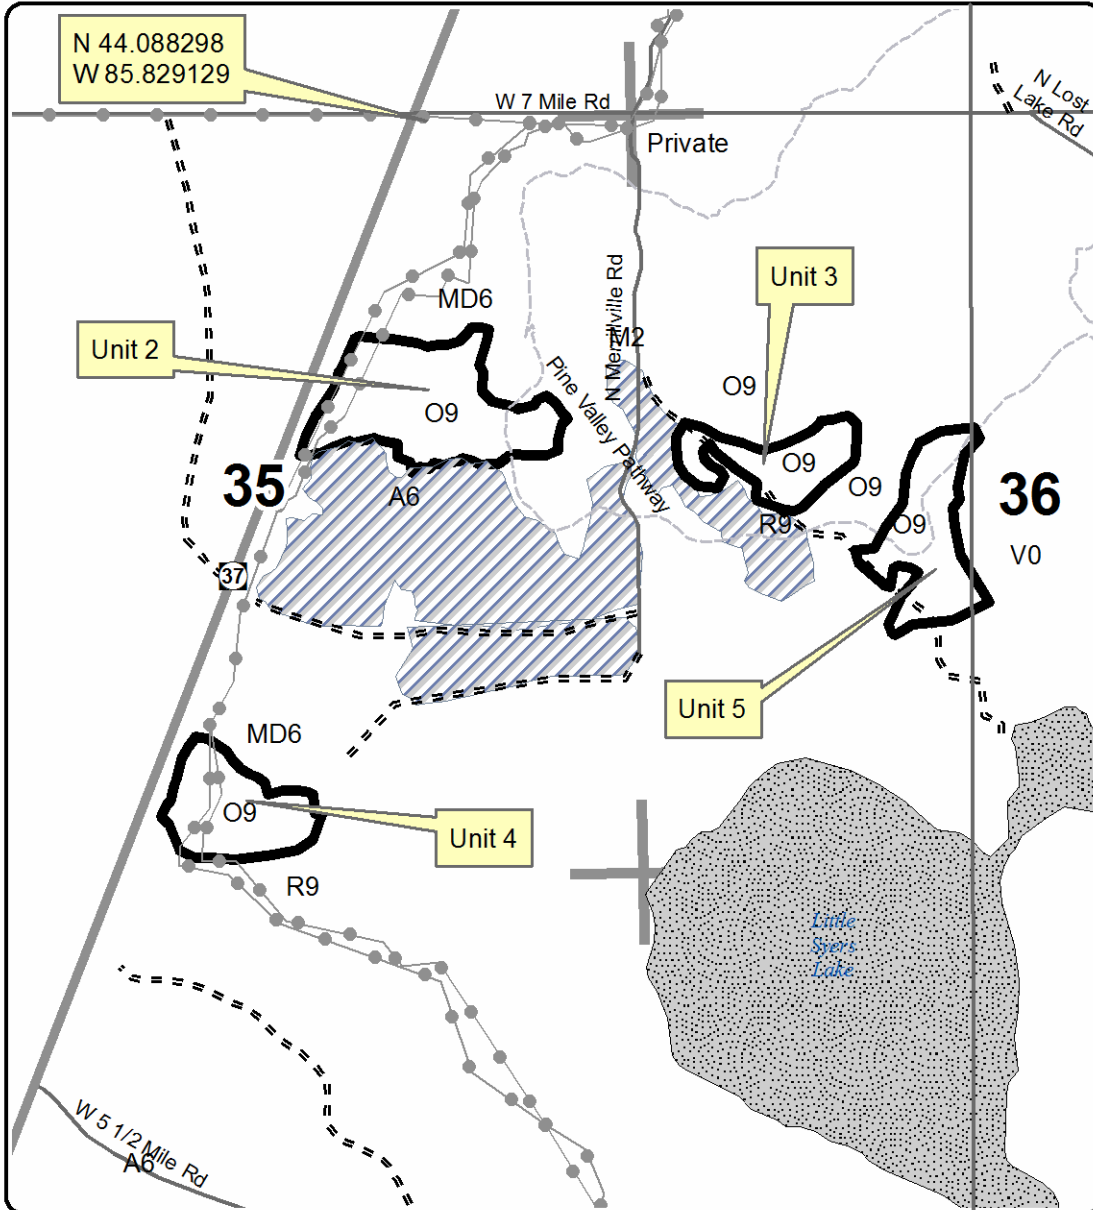 N 44.088298
W 85.829129
W 7 Mile Rd
N Lost
Lake Rd
Private
Unit 3
MD6
N Merrillville Rd
M2
Unit 2
Pine Valley Pathway
O9
O9
O9
O9
35
A6
36
R9
O9
V0
37
Unit 5
MD6
O9
Unit 4
R9
Little
Syers
Lake
W 5 1/2 Mile Rd
A6